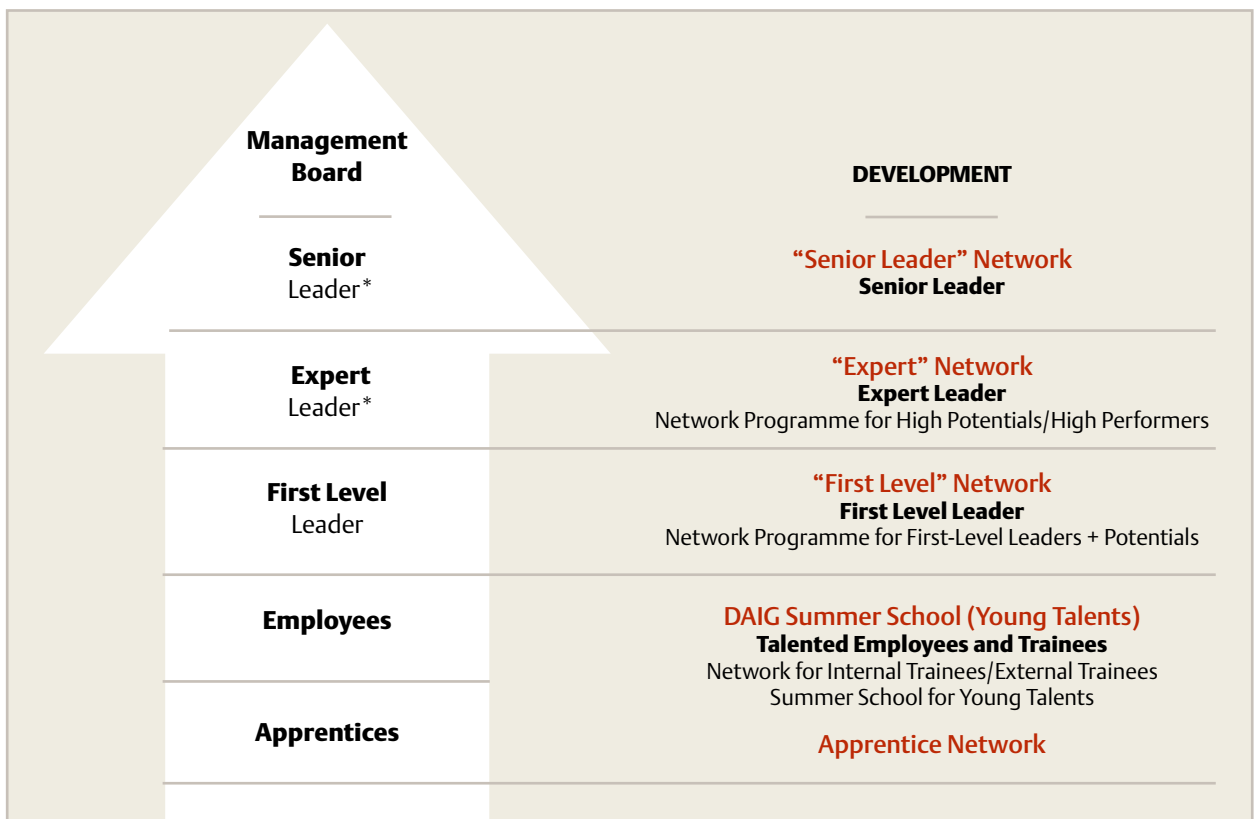 Management
Board
DEVELOPMENT
Senior
Leader*
“Senior Leader” Network
Senior Leader
Expert
Leader*
“Expert” Network
Expert Leader
Network Programme for High Potentials/High Performers
First Level
Leader
“First Level” Network
First Level Leader
Network Programme for First-Level Leaders + Potentials
Employees
DAIG Summer School (Young Talents)
Talented Employees and Trainees
Network for Internal Trainees/External Trainees
Summer School for Young Talents
Apprentices
Apprentice Network